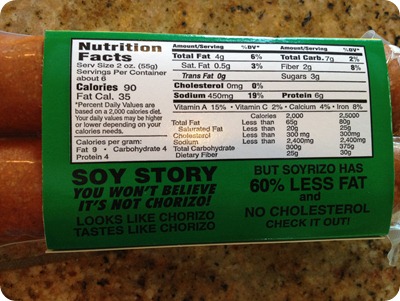 Nutrition Facts
Serv Size 2 oz. (55g)
Servings Per Container
about 6
Calories 90
Fat Cal. 35
*Percent Daily Values are
based on a 2,000 calorie diet.
Your daily values may be higher
or lower depending on your
calories needs.
Calories per gram:
Fat 9 • Carbohydrate 4
Protein 4
Amount/Serving %DV*
Total Fat 4g 6%
Sat. Fat 0.5g 3%
Trans Fat 0g
Cholesterol 0mg 0%
Sodium 450mg 19%
Amount/Serving %DV*
Total Carb. 7g 2%
Fiber 2g 8%
Sugars 3g
Protein 6g
Vitamin A 15% • Vitamin C 2% • Calcium 4% • Iron 8%
Calories 2,000 2,5000
Total Fat Less than 65g 80g
Saturated Fat Less than 20g 25g
Cholesterol Less than 300 mg 300mg
Sodium Less than 2,400mg 2,400mg
Total Carbohydrate 300g 375g
Dietary Fiber 25g 30g
SOY STORY
YOU WON'T BELIEVE
IT'S NOT CHORIZO!
LOOKS LIKE CHORIZO
TASTES LIKE CHORIZO
BUT SOYRIZO HAS
60% LESS FAT
and
NO CHOLESTEROL
CHECK IT OUT!